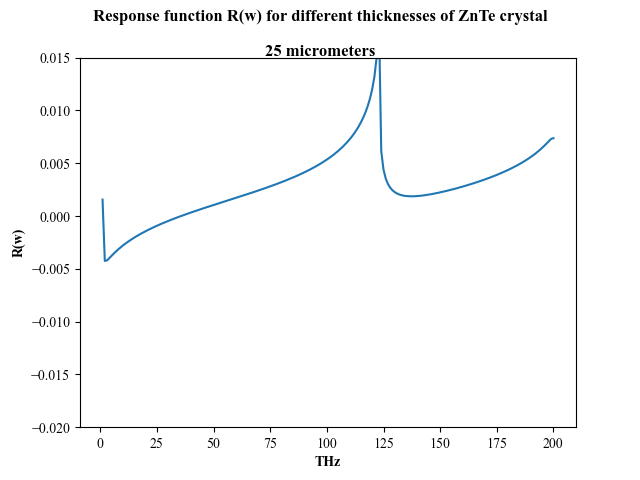 Response function R(w) for different thicknesses of ZnTe crystal
25 micrometers
0.015
0.010
0.005
0.000
−0.005
−0.010
−0.015
−0.020
R(w)
0 25 50 75 100 125 150 175 200
THz